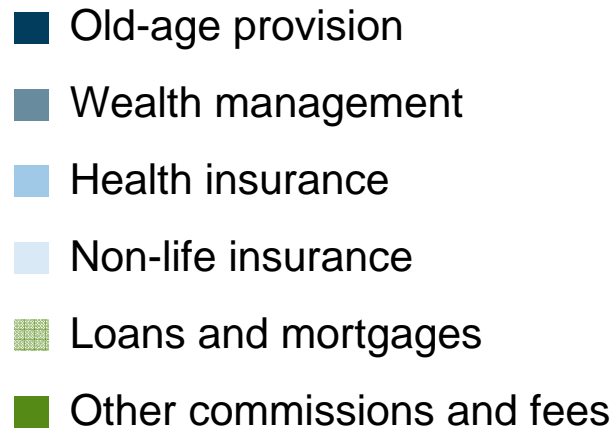 Old-age provision
Wealth management
Health insurance
Non-life insurance
Loans and mortgages
Other commissions and fees